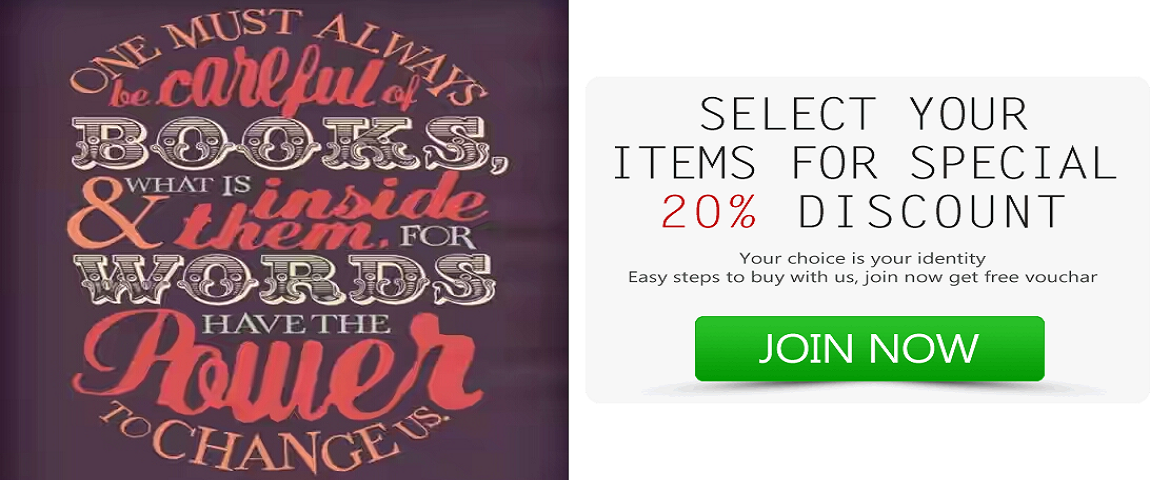 ONE MUST ALWAYS
be careful of
BOOKS,
& WHAT IS inside
them, FOR
WORDS
HAVE THE
Power
TO CHANGE US.
SELECT YOUR
ITEMS FOR SPECIAL
20% DISCOUNT
Your choice is your identity
Easy steps to buy with us, join now get free vouchar
JOIN NOW